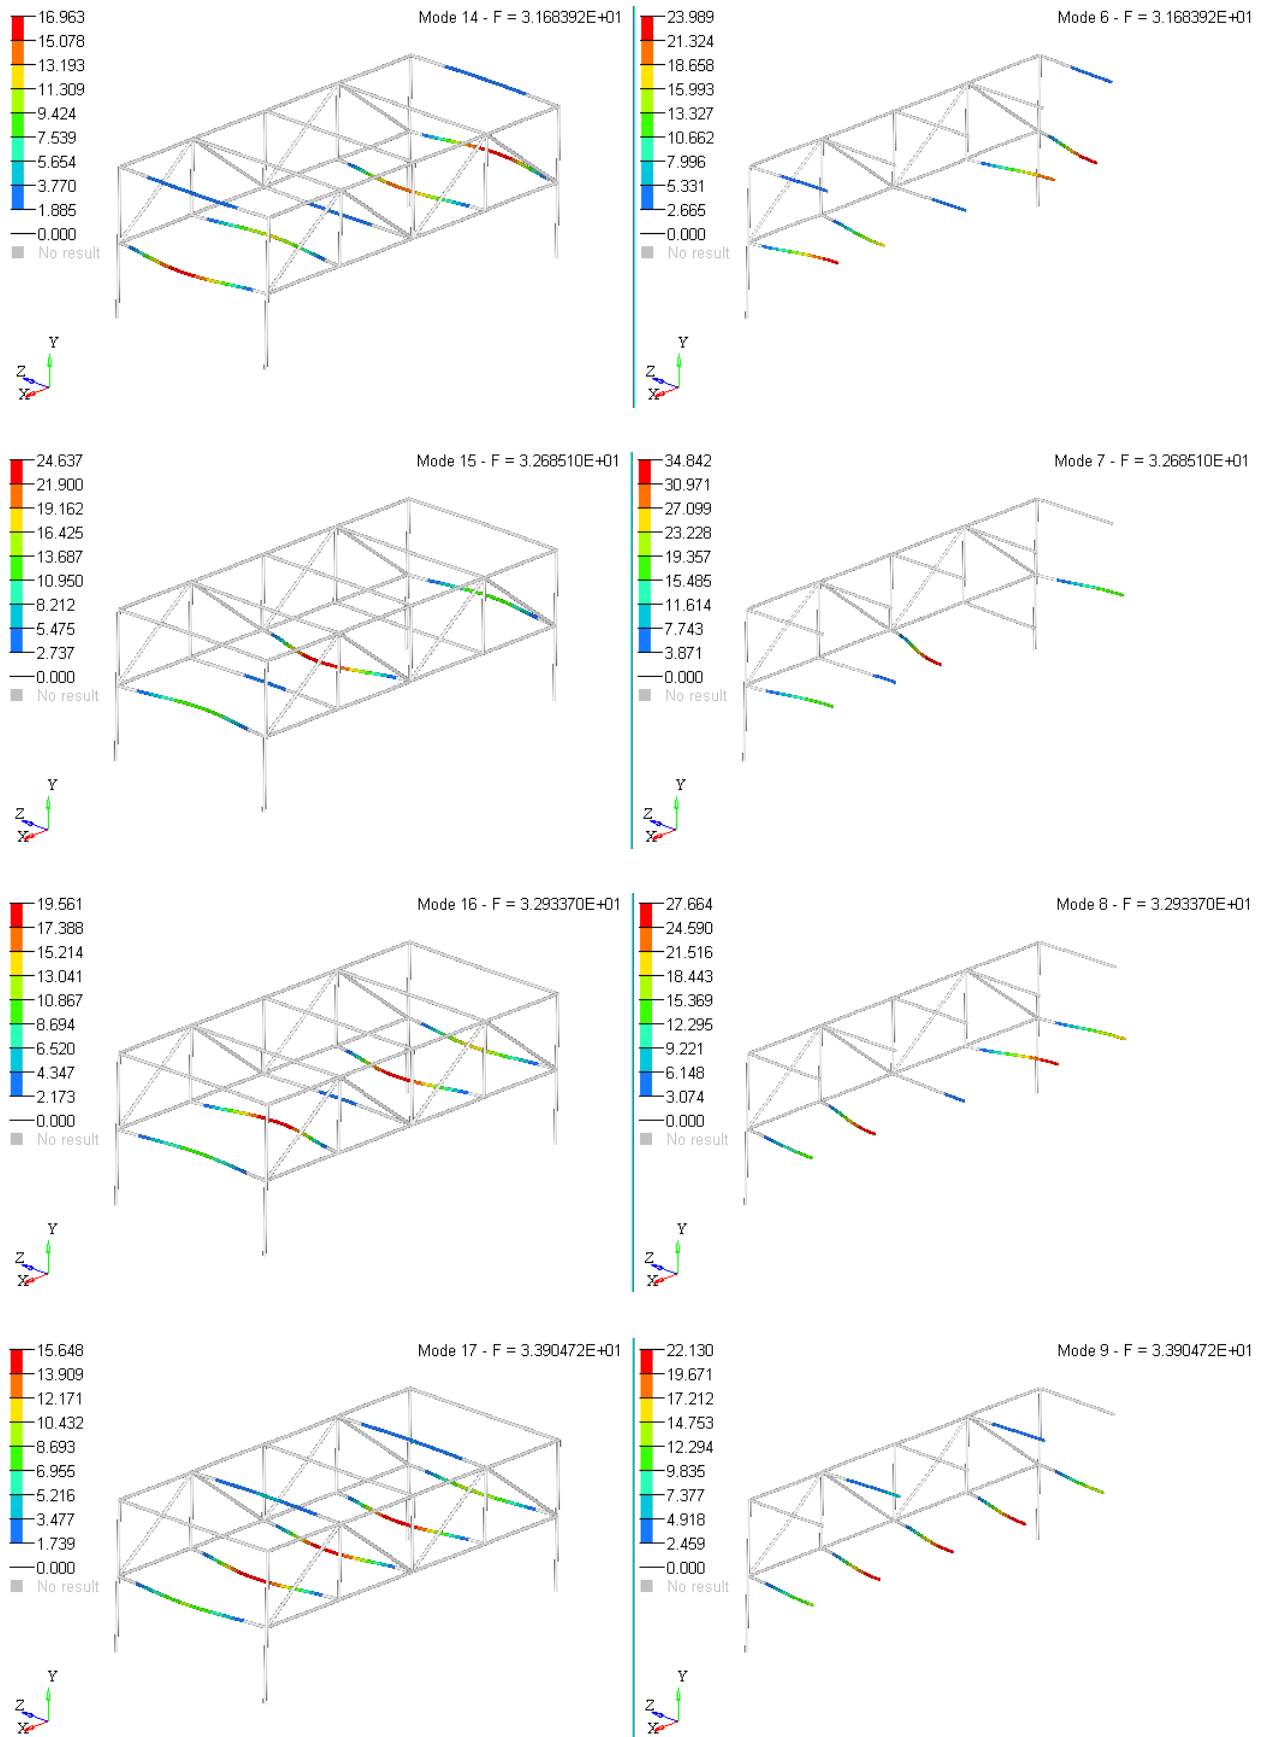 Mode 14 - F = 3.168392E+01
16.963
15.078
13.193
11.309
9.424
7.539
5.654
3.770
1.885
0.000
No result
Y
Z
X
Mode 6 - F = 3.168392E+01
23.989
21.324
18.658
15.993
13.327
10.662
7.996
5.331
2.665
0.000
No result
Y
Z
X
Mode 15 - F = 3.268510E+01
24.637
21.900
19.162
16.425
13.687
10.950
8.212
5.475
2.737
0.000
No result
Y
Z
X
Mode 7 - F = 3.268510E+01
34.842
30.971
27.099
23.228
19.357
15.485
11.614
7.743
3.871
0.000
No result
Y
Z
X
Mode 16 - F = 3.293370E+01
19.561
17.388
15.214
13.041
10.867
8.694
6.520
4.347
2.173
0.000
No result
Y
Z
X
Mode 8 - F = 3.293370E+01
27.664
24.590
21.516
18.443
15.369
12.295
9.221
6.148
3.074
0.000
No result
Y
Z
X
Mode 17 - F = 3.390472E+01
15.648
13.909
12.171
10.432
8.693
6.955
5.216
3.477
1.739
0.000
No result
Y
Z
X
Mode 9 - F = 3.390472E+01
22.130
19.671
17.212
14.753
12.294
9.835
7.377
4.918
2.459
0.000
No result
Y
Z
X